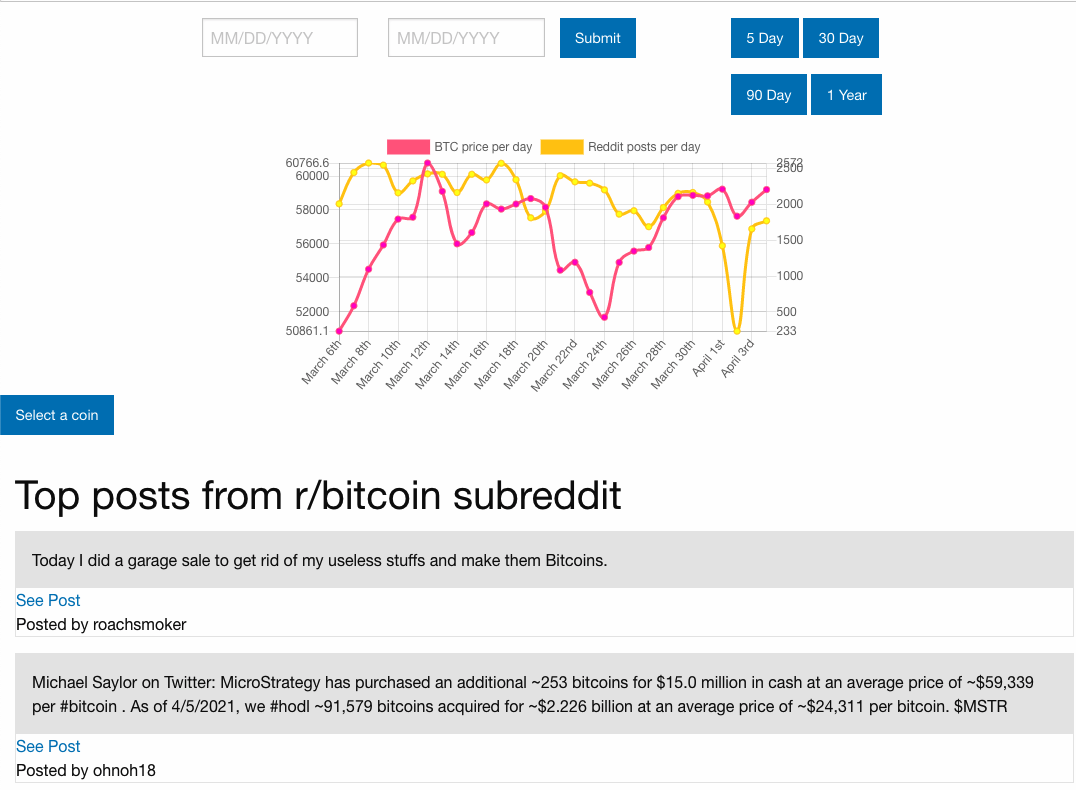 MM/DD/YYYY MM/DD/YYYY Submit 5 Day 30 Day
90 Day 1 Year
BTC price per day Reddit posts per day
60766.6 2573
60000 2500
58000 2000
56000 1500
54000 1000
52000 500
50861.1 233
March 6th March 8th March 10th March 12th March 14th March 16th March 18th March 20th March 22nd March 24th March 26th March 28th March 30th April 1st April 3rd
Select a coin
Top posts from r/bitcoin subreddit
Today I did a garage sale to get rid of my useless stuffs and make them Bitcoins.
See Post
Posted by roachsmoker
Michael Saylor on Twitter: MicroStrategy has purchased an additional ~253 bitcoins for $15.0 million in cash at an average price of ~$59,339
per #bitcoin . As of 4/5/2021, we #hodl ~91,579 bitcoins acquired for ~$2.226 billion at an average price of ~$24,311 per bitcoin. $MSTR
See Post
Posted by ohnoh18